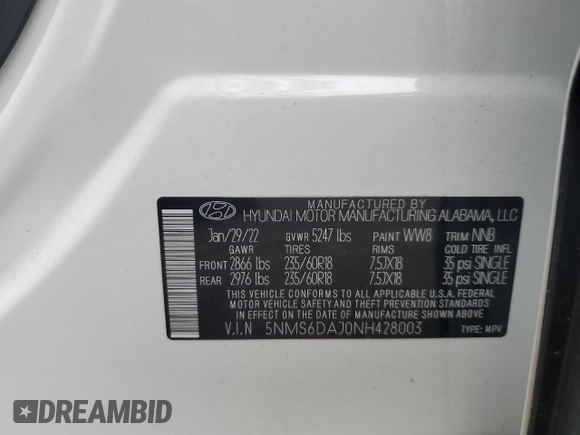 MANUFACTURED BY
HYUNDAI MOTOR MANUFACTURING ALABAMA, LLC
Jan/29/22 GVWR 5247 lbs PAINT WW8 TRIM NNB
GAWR TIRES RIMS COLD TIRE INFL
FRONT 2866 lbs 235/60R18 7.5JX18 35 psi SINGLE
REAR 2976 lbs 235/60R18 7.5JX18 35 psi SINGLE
THIS VEHICLE CONFORMS TO ALL APPLICABLE U.S.A. FEDERAL
MOTOR VEHICLE SAFETY AND THEFT PREVENTION STANDARDS
IN EFFECT ON THE DATE OF MANUFACTURE SHOWN ABOVE.
V.I.N 5NMS6DAJ0NH428003 TYPE: MPV
DREAMBID